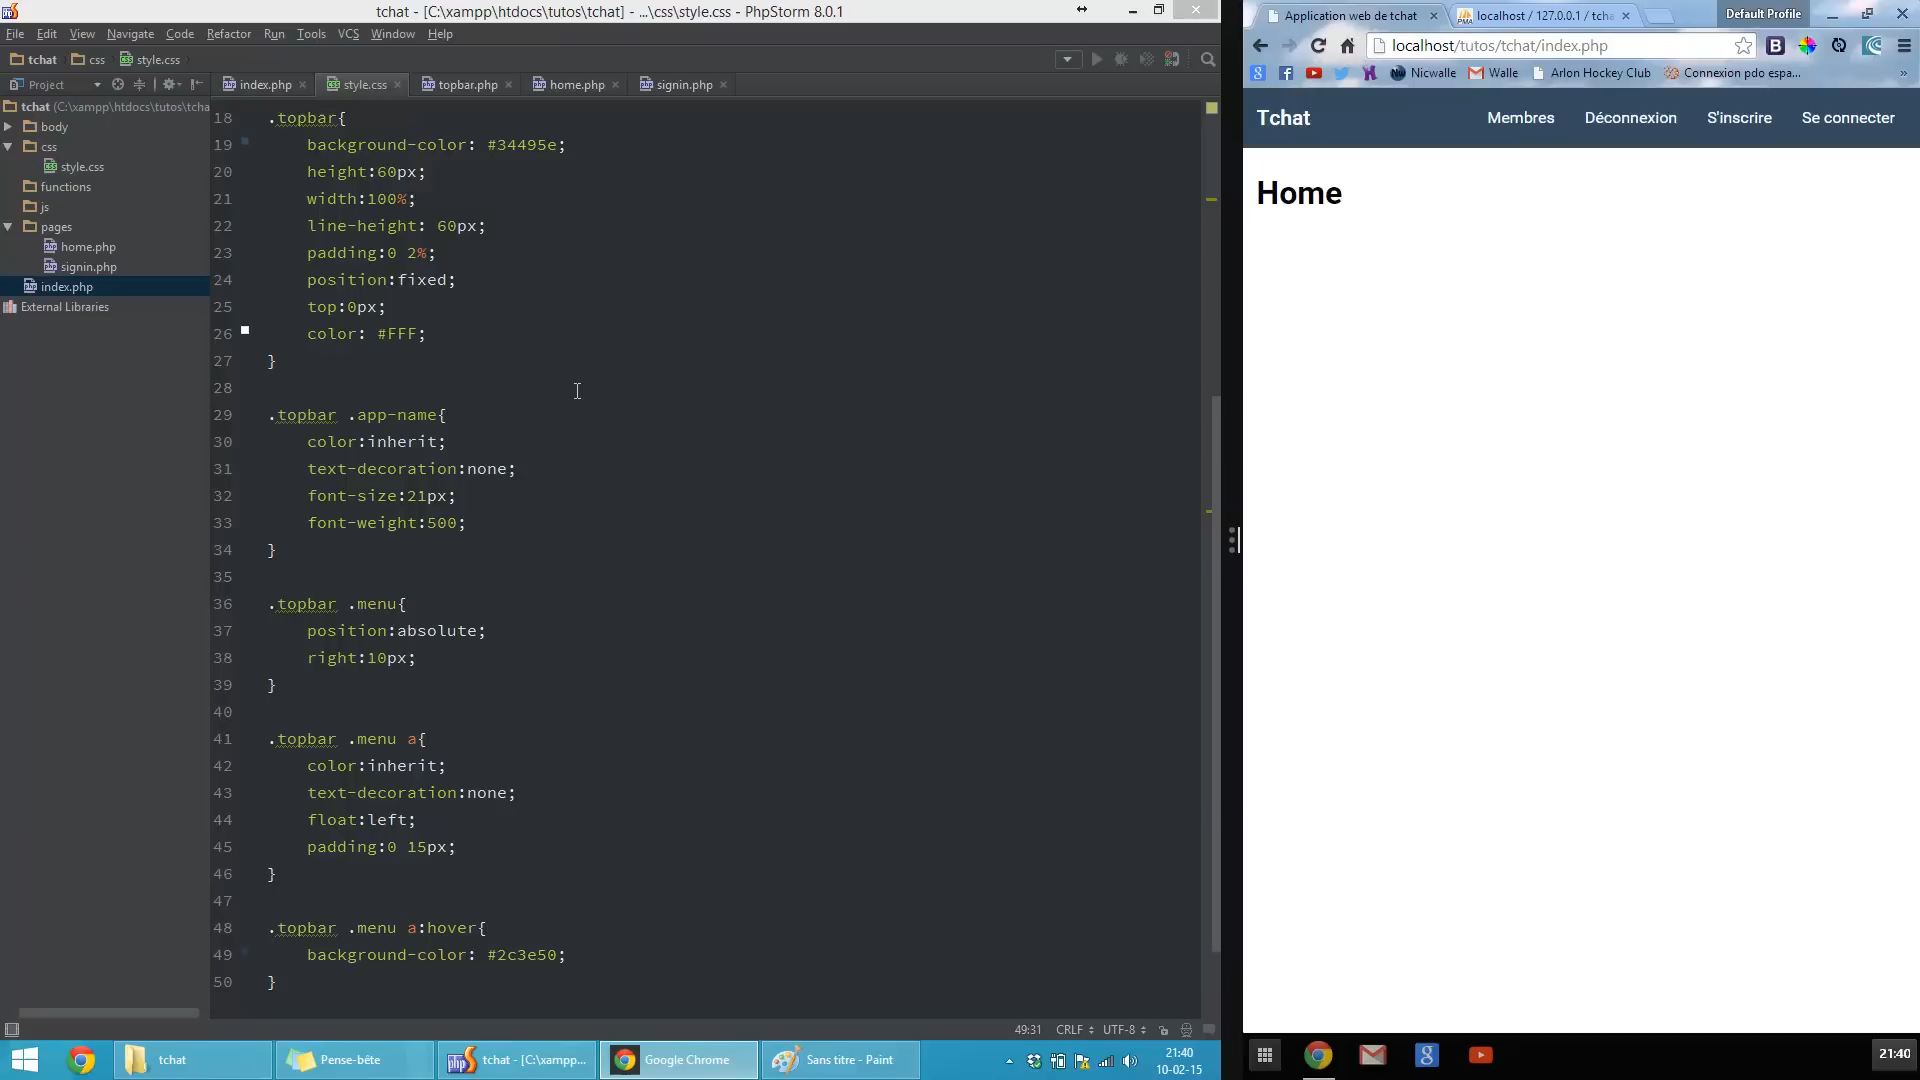 tchat - [C:\xampp\htdocs\tutos\tchat] - ...\css\style.css - PhpStorm 8.0.1
File Edit View Navigate Code Refactor Run Tools VCS Window Help
tchat css style.css
Project
index.php style.css topbar.php home.php signin.php
tchat (C:\xampp\htdocs\tutos\tcha
body
css
style.css
functions
js
pages
home.php
signin.php
index.php
External Libraries
18 .topbar{
19 background-color: #34495e;
20 height:60px;
21 width:100%;
22 line-height: 60px;
23 padding:0 2%;
24 position:fixed;
25 top:0px;
26 color: #FFF;
27 }
28
29 .topbar .app-name{
30 color:inherit;
31 text-decoration:none;
32 font-size:21px;
33 font-weight:500;
34 }
35
36 .topbar .menu{
37 position:absolute;
38 right:10px;
39 }
40
41 .topbar .menu a{
42 color:inherit;
43 text-decoration:none;
44 float:left;
45 padding:0 15px;
46 }
47
48 .topbar .menu a:hover{
49 background-color: #2c3e50;
50 }
49:31 CRLF UTF-8
Application web de tchat localhost / 127.0.0.1 / tcha Default Profile
localhost/tutos/tchat/index.php
Nicwalle Walle Arlon Hockey Club Connexion pdo espa... »
Tchat Membres Déconnexion S'inscrire Se connecter
Home
tchat Pense-bête tchat - [C:\xampp... Google Chrome Sans titre - Paint
21:40
10-02-15
21:40